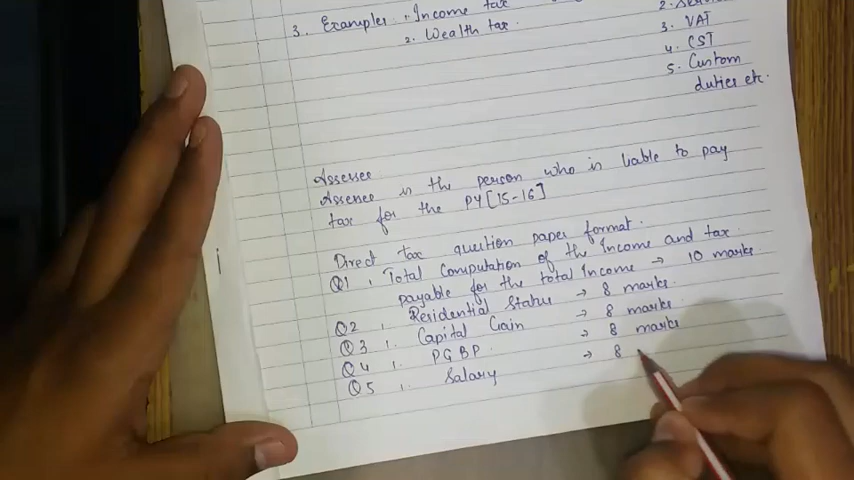 3. Examples : 1. Income tax
2. Wealth tax.
3. VAT
4. CST
5. Custom
duties etc.
Assessee
Assessee is the person who is liable to pay
tax for the PY [15-16]
Direct tax question paper format.
Q1. Total Computation of the Income and tax
payable for the total Income → 10 marks
Q2. Residential Status → 8 marks.
Q3. Capital Gain → 8 marks.
Q4. PGBP. → 8 marks
Q5. Salary → 8